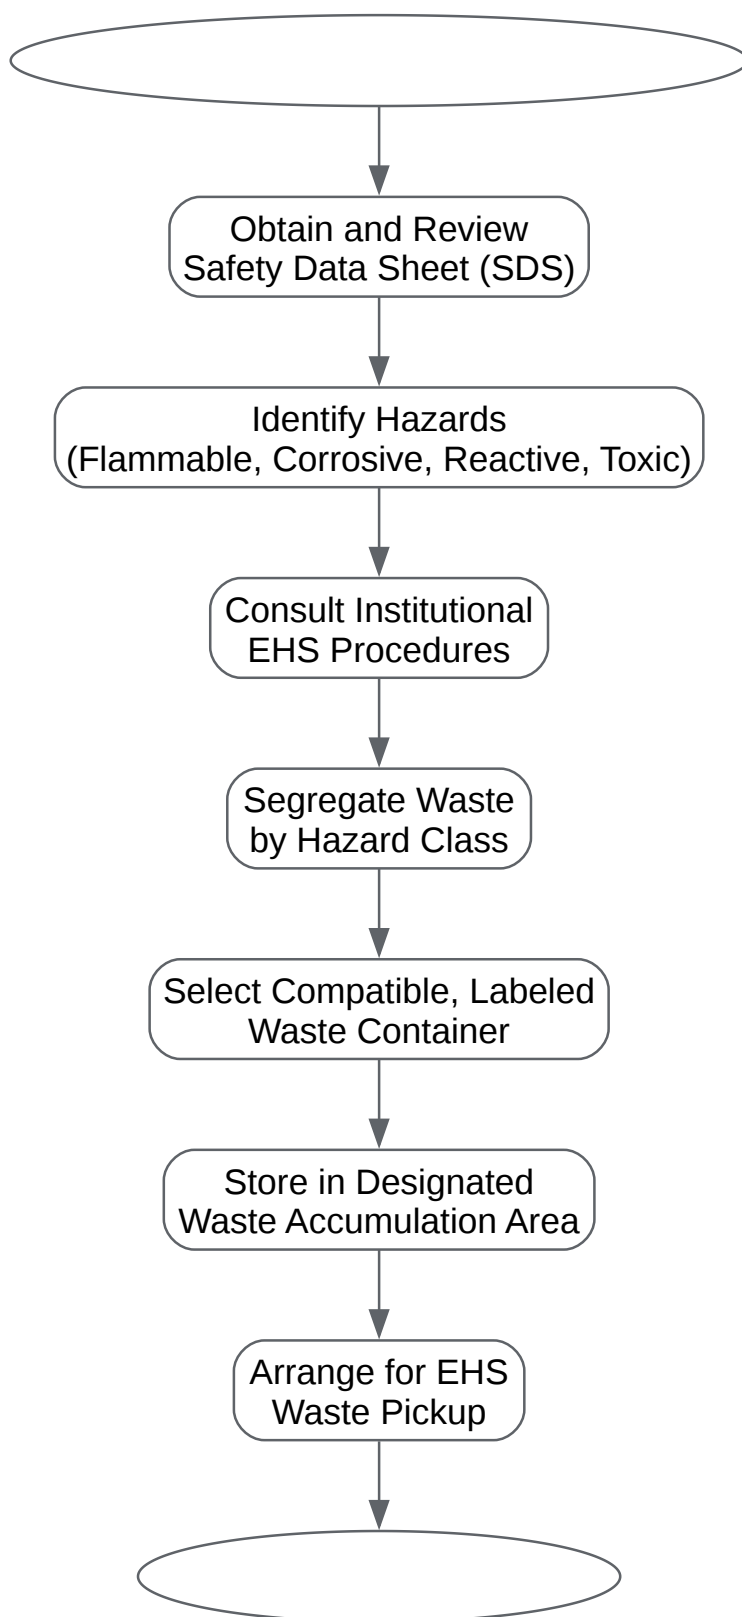 Obtain and Review
Safety Data Sheet (SDS)
Identify Hazards
(Flammable, Corrosive, Reactive, Toxic)
Consult Institutional
EHS Procedures
Segregate Waste
by Hazard Class
Select Compatible, Labeled
Waste Container
Store in Designated
Waste Accumulation Area
Arrange for EHS
Waste Pickup